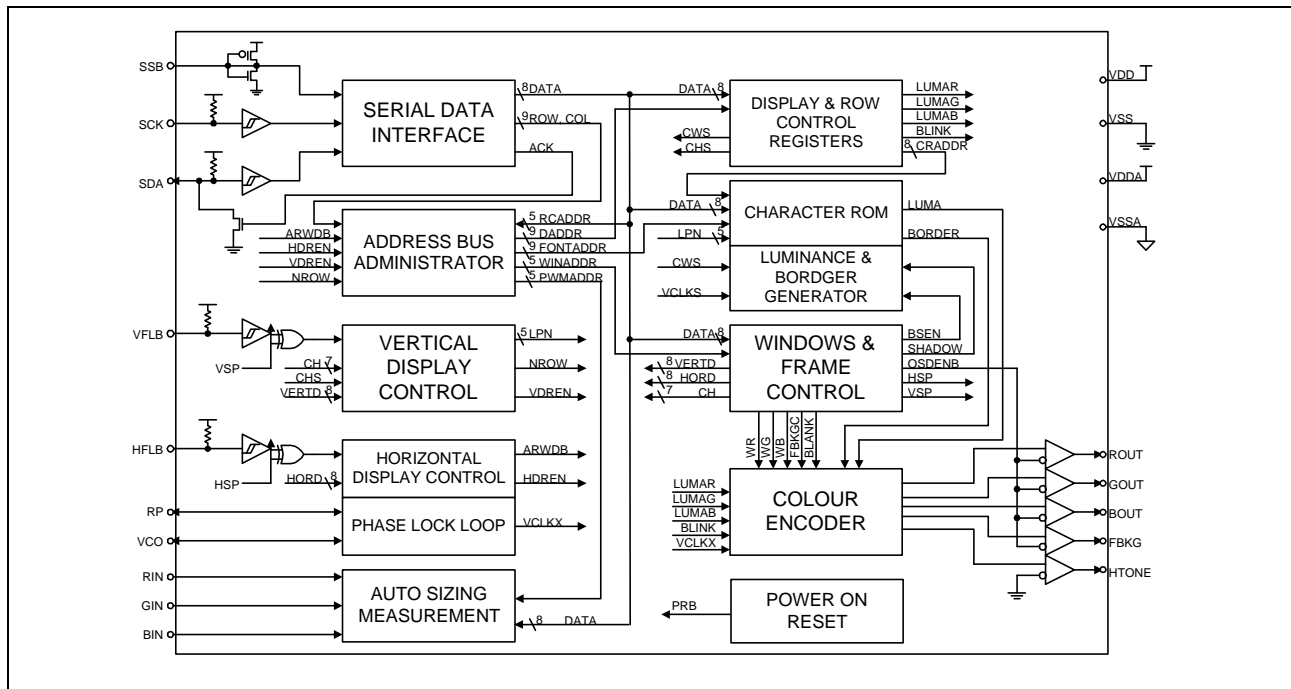 SSB
SCK
SDA
SERIAL DATA
INTERFACE
8 DATA
9 ROW, COL
ACK
DATA 8
DISPLAY & ROW
CONTROL
REGISTERS
CWS
CHS
LUMAR
LUMAG
LUMAB
BLINK
8 CRADDR
VDD
VSS
VDDA
VSSA
ARWDB
HDREN
VDREN
NROW
ADDRESS BUS
ADMINISTRATOR
5 RCADDR
9 DADDR
9 FONTADDR
5 WINADDR
5 PWMADDR
DATA 8
LPN 5
CWS
VCLKS
CHARACTER ROM
LUMINANCE &
BORDGER
GENERATOR
LUMA
BORDER
VFLB
VSP
CH 7
CHS
VERTD 8
VERTICAL
DISPLAY
CONTROL
5 LPN
NROW
VDREN
DATA 8
8 VERTD
8 HORD
7 CH
WINDOWS &
FRAME
CONTROL
BSEN
SHADOW
OSDENB
HSP
VSP
WR
WG
WB
FBKGC
BLANK
HFLB
HSP
HORD 8
HORIZONTAL
DISPLAY CONTROL
PHASE LOCK LOOP
ARWDB
HDREN
VCLKX
RP
VCO
LUMAR
LUMAG
LUMAB
BLINK
VCLKX
COLOUR
ENCODER
ROUT
GOUT
BOUT
FBKG
HTONE
RIN
GIN
BIN
AUTO SIZING
MEASUREMENT
8 DATA
PRB
POWER ON
RESET